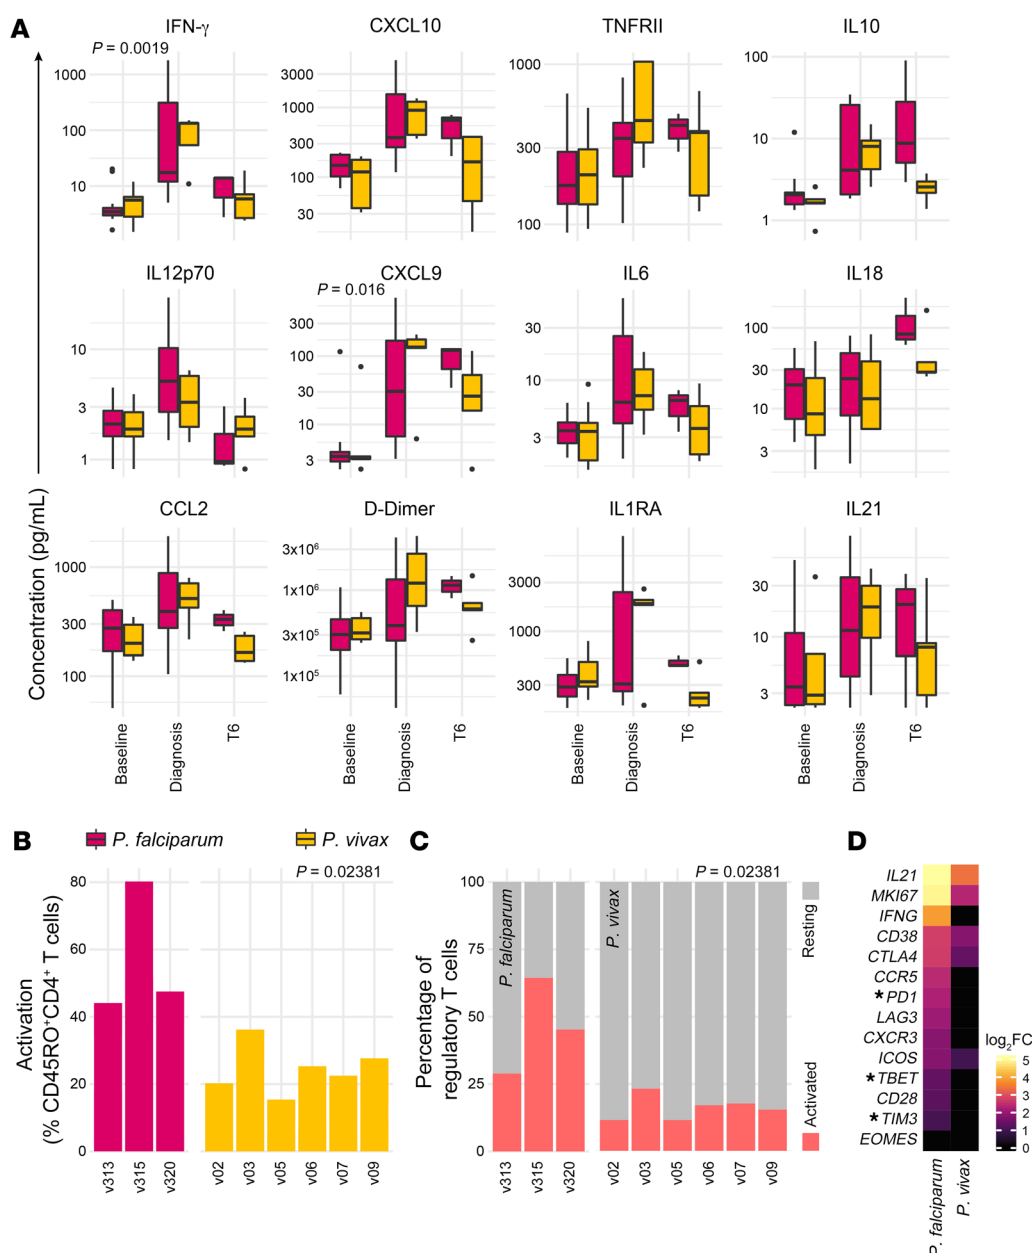 A
IFN-γ
CXCL10
TNFRII
IL10
P = 0.0019
1000
100
10
3000
1000
300
100
30
1000
300
100
100
10
1
IL12p70
CXCL9
IL6
IL18
P = 0.016
10
3
1
300
100
30
10
3
30
10
3
100
30
10
3
CCL2
D-Dimer
IL1RA
IL21
1000
300
100
3x10⁶
1x10⁶
3x10⁵
1x10⁵
3000
1000
300
30
10
3
Concentration (pg/mL)
Baseline
Diagnosis
T6
Baseline
Diagnosis
T6
Baseline
Diagnosis
T6
Baseline
Diagnosis
T6
P. falciparum
P. vivax
B
P = 0.02381
80
60
40
20
0
Activation
(% CD45RO⁺CD4⁺ T cells)
v313
v315
v320
v02
v03
v05
v06
v07
v09
C
P = 0.02381
100
75
50
25
0
Percentage of
regulatory T cells
P. falciparum
P. vivax
Resting
Activated
v313
v315
v320
v02
v03
v05
v06
v07
v09
D
IL21
MKI67
IFNG
CD38
CTLA4
CCR5
*PD1
LAG3
CXCR3
ICOS
*TBET
CD28
*TIM3
EOMES
P. falciparum
P. vivax
log₂FC
5
4
3
2
1
0